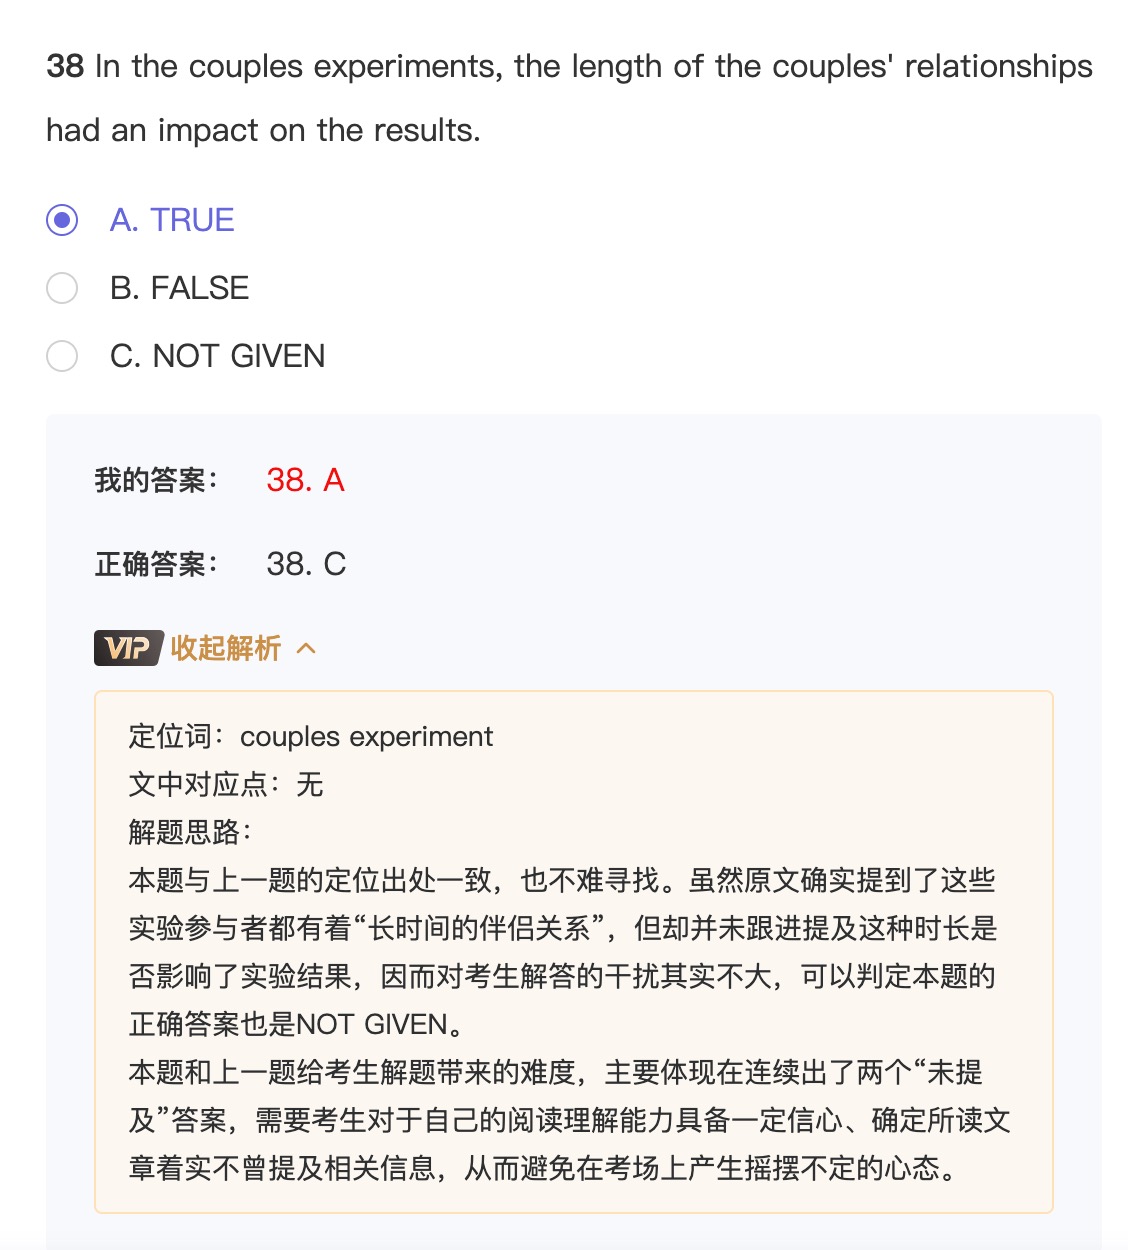 38 In the couples experiments, the length of the couples' relationships
had an impact on the results.
A. TRUE
B. FALSE
C. NOT GIVEN
我的答案： 38. A
正确答案： 38. C
VIP 收起解析
定位词：couples experiment
文中对应点：无
解题思路：
本题与上一题的定位出处一致，也不难寻找。虽然原文确实提到了这些
实验参与者都有着“长时间的伴侣关系”，但却并未跟进提及这种时长是
否影响了实验结果，因而对考生解答的干扰其实不大，可以判定本题的
正确答案也是NOT GIVEN。
本题和上一题给考生解题带来的难度，主要体现在连续出了两个“未提
及”答案，需要考生对于自己的阅读理解能力具备一定信心、确定所读文
章着实不曾提及相关信息，从而避免在考场上产生摇摆不定的心态。